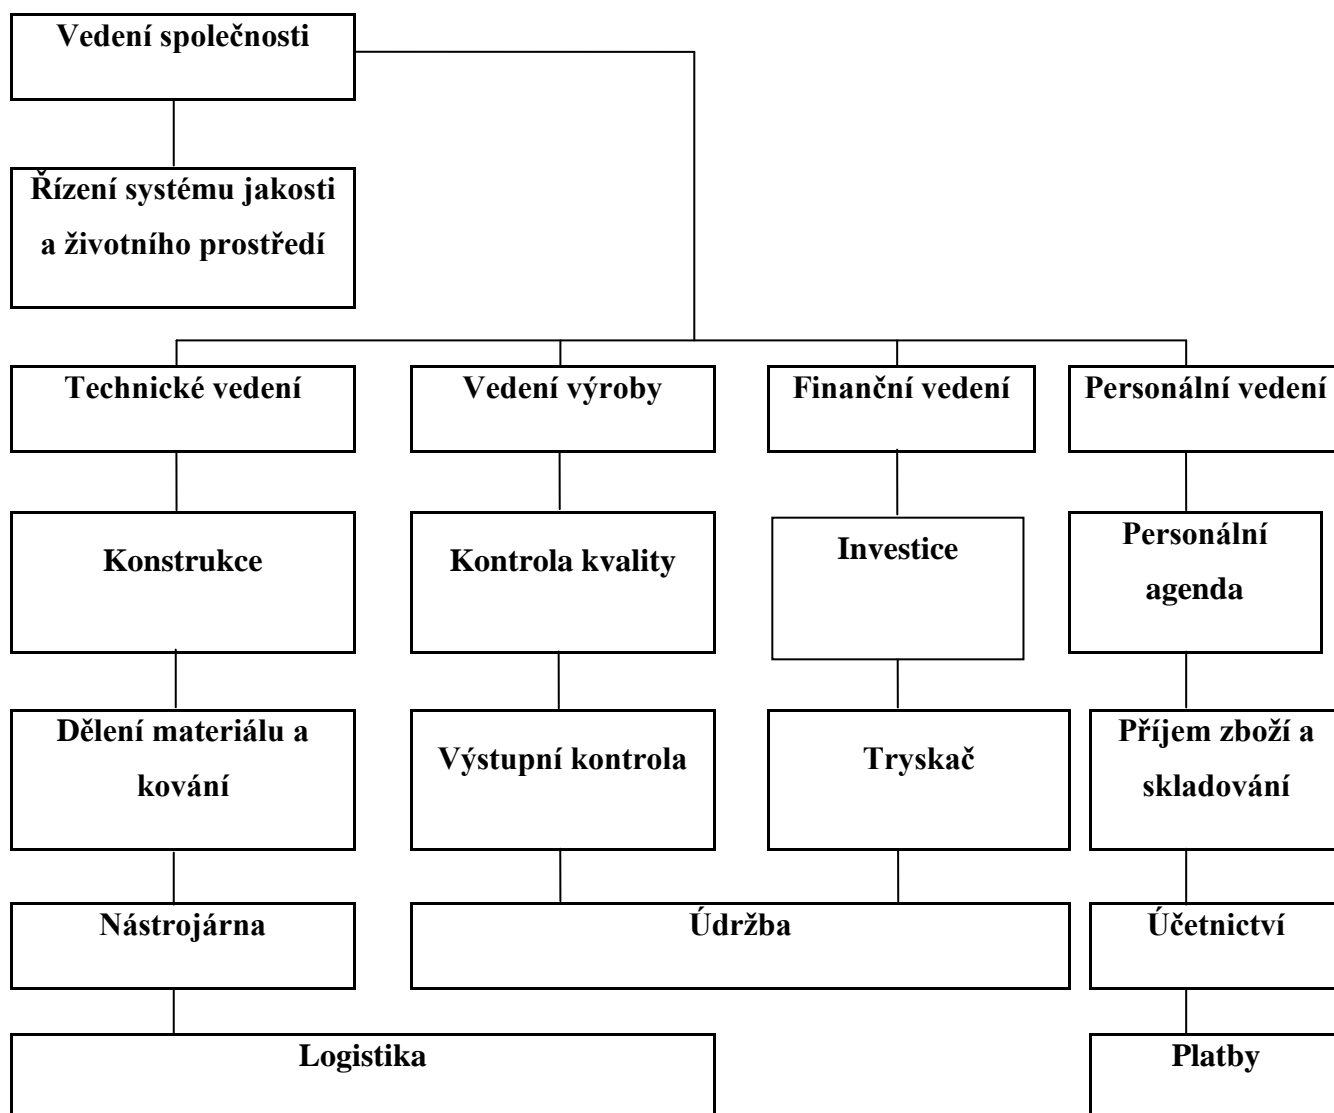 Vedení společnosti
Řízení systému jakosti
a životního prostředí
Technické vedení
Vedení výroby
Finanční vedení
Personální vedení
Konstrukce
Kontrola kvality
Investice
Personální
agenda
Dělení materiálu a
kování
Výstupní kontrola
Tryskač
Příjem zboží a
skladování
Nástrojárna
Údržba
Účetnictví
Logistika
Platby